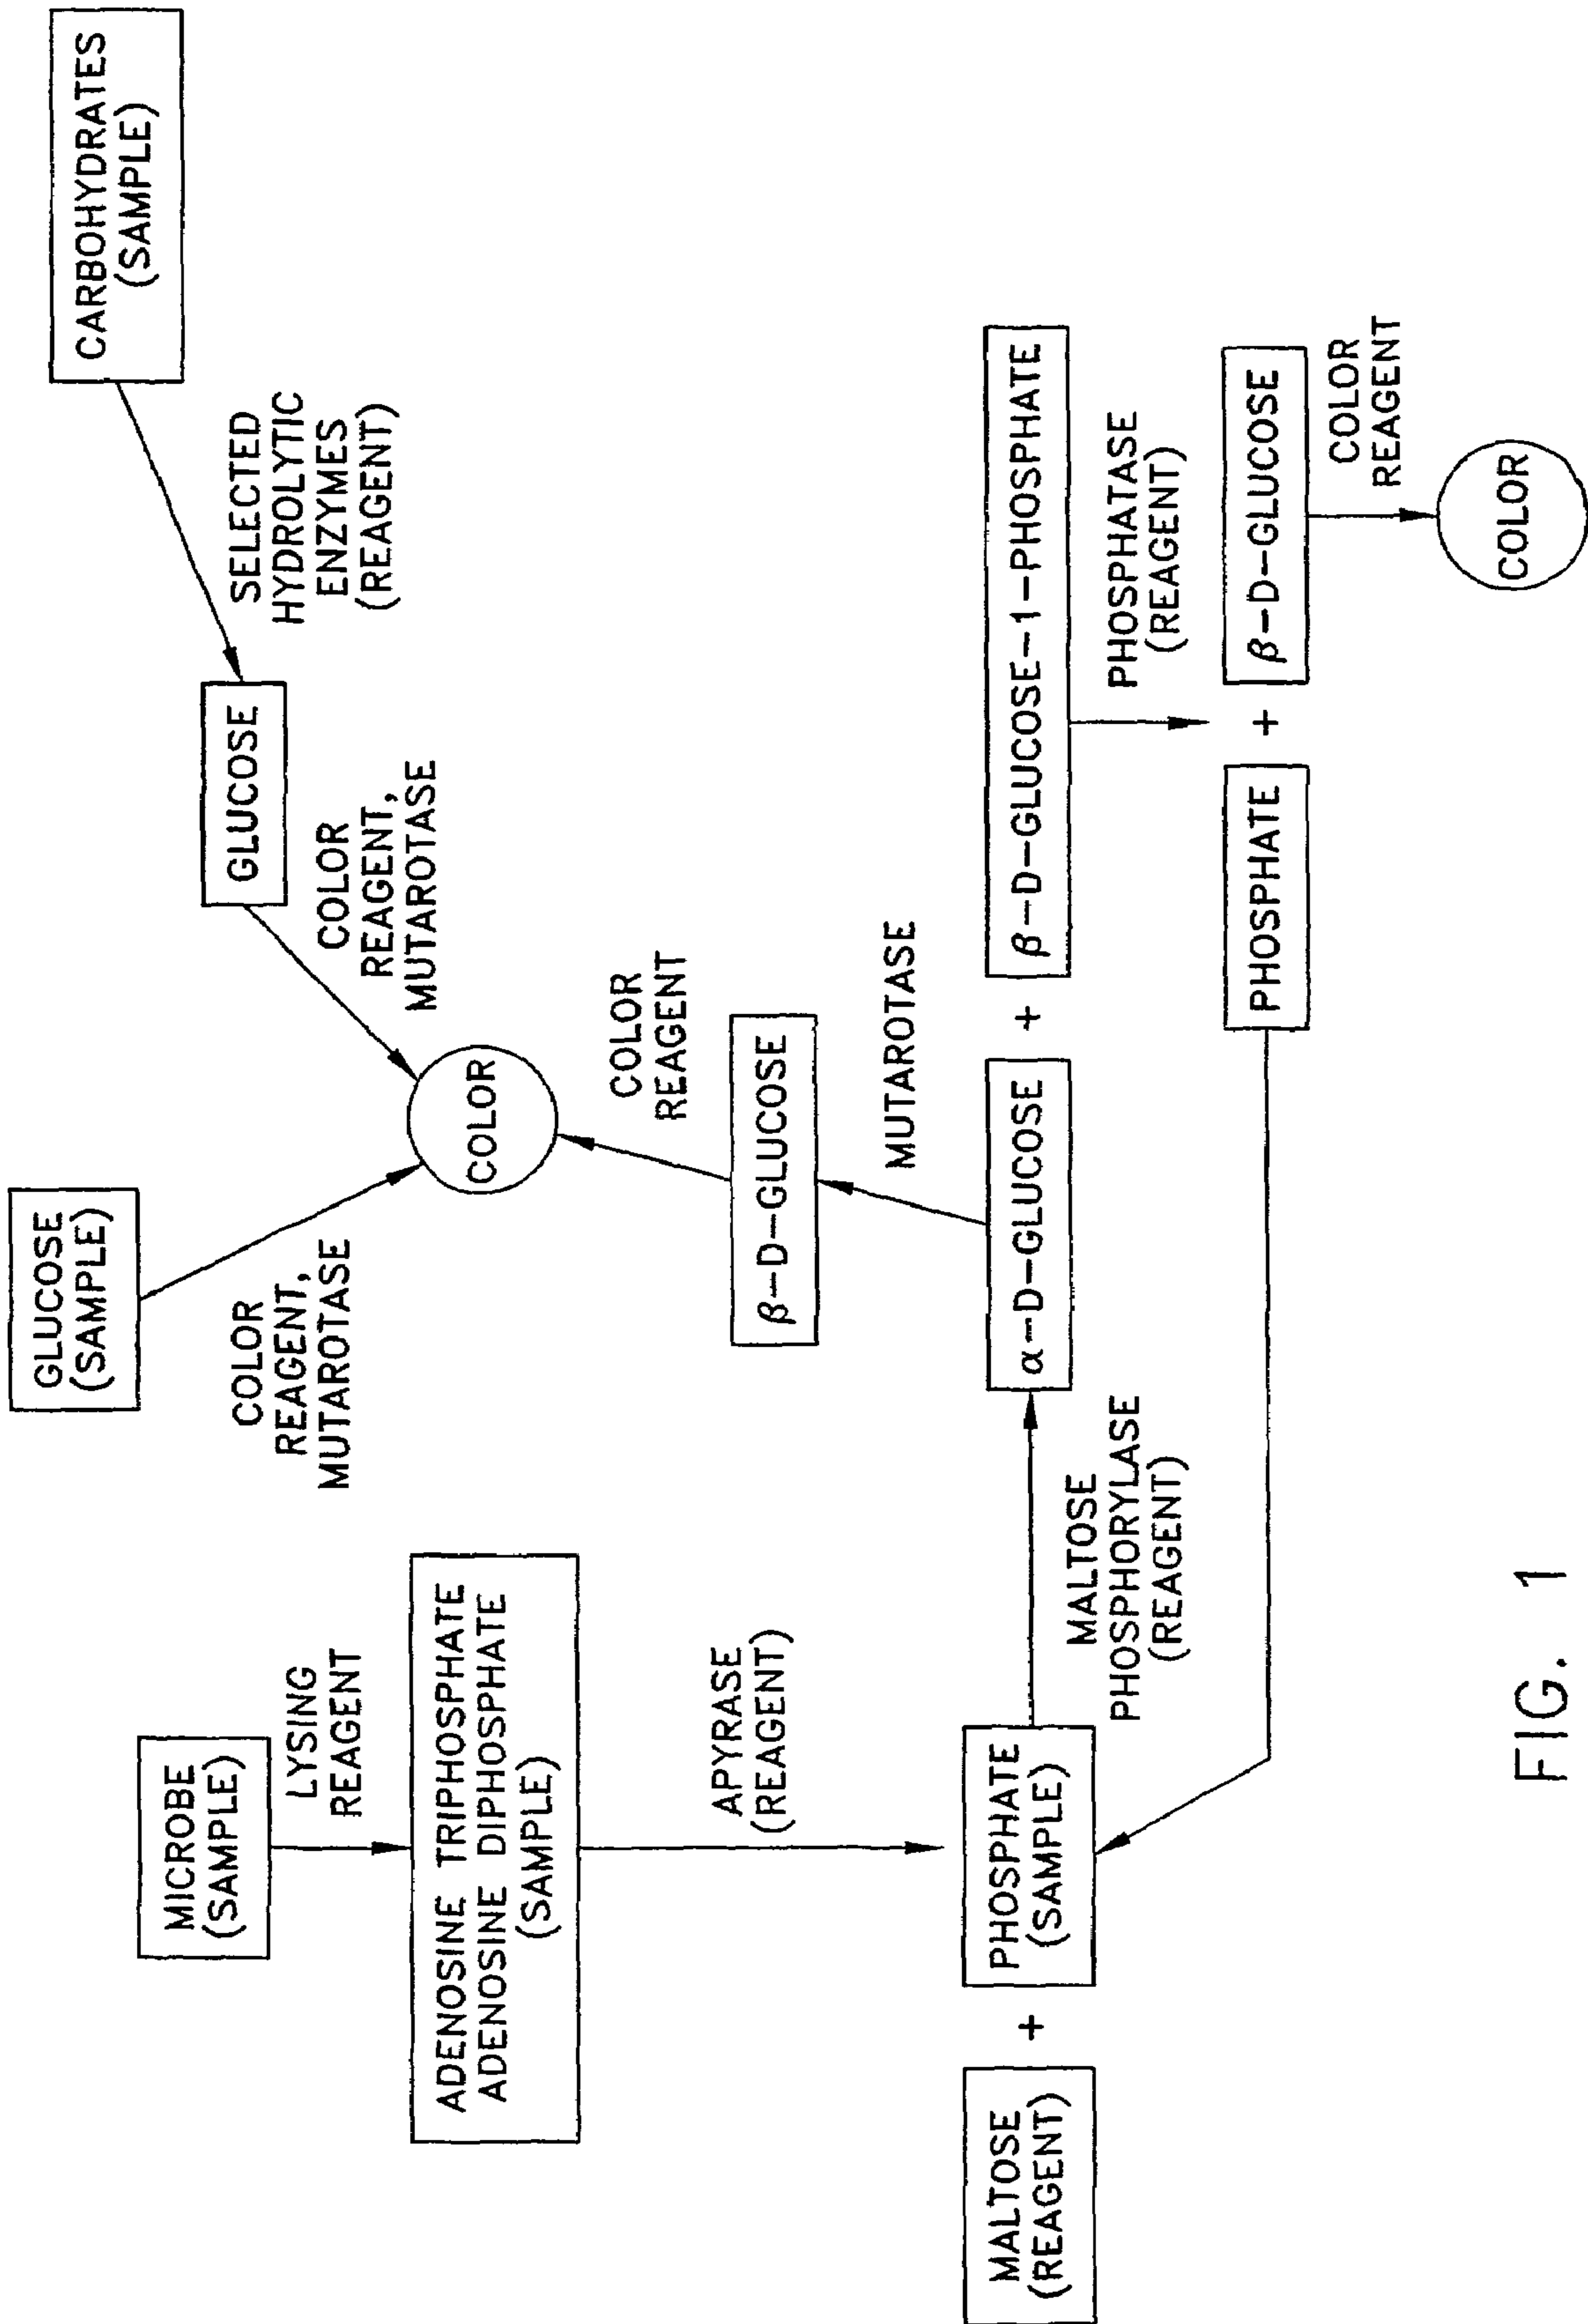 CARBOHYDRATES
(SAMPLE)
SELECTED
HYDROLYTIC
ENZYMES
(REAGENT)
GLUCOSE
COLOR
REAGENT,
MUTAROTASE
GLUCOSE
(SAMPLE)
COLOR
REAGENT,
MUTAROTASE
COLOR
COLOR
REAGENT
β-D-GLUCOSE
MUTAROTASE
MICROBE
(SAMPLE)
LYSING
REAGENT
ADENOSINE TRIPHOSPHATE
ADENOSINE DIPHOSPHATE
(SAMPLE)
APYRASE
(REAGENT)
MALTOSE
(REAGENT)
+
PHOSPHATE
(SAMPLE)
MALTOSE
PHOSPHORYLASE
(REAGENT)
α-D-GLUCOSE
+
β-D-GLUCOSE-1-PHOSPHATE
PHOSPHATASE
(REAGENT)
PHOSPHATE
+
β-D-GLUCOSE
COLOR
REAGENT
COLOR
FIG. 1